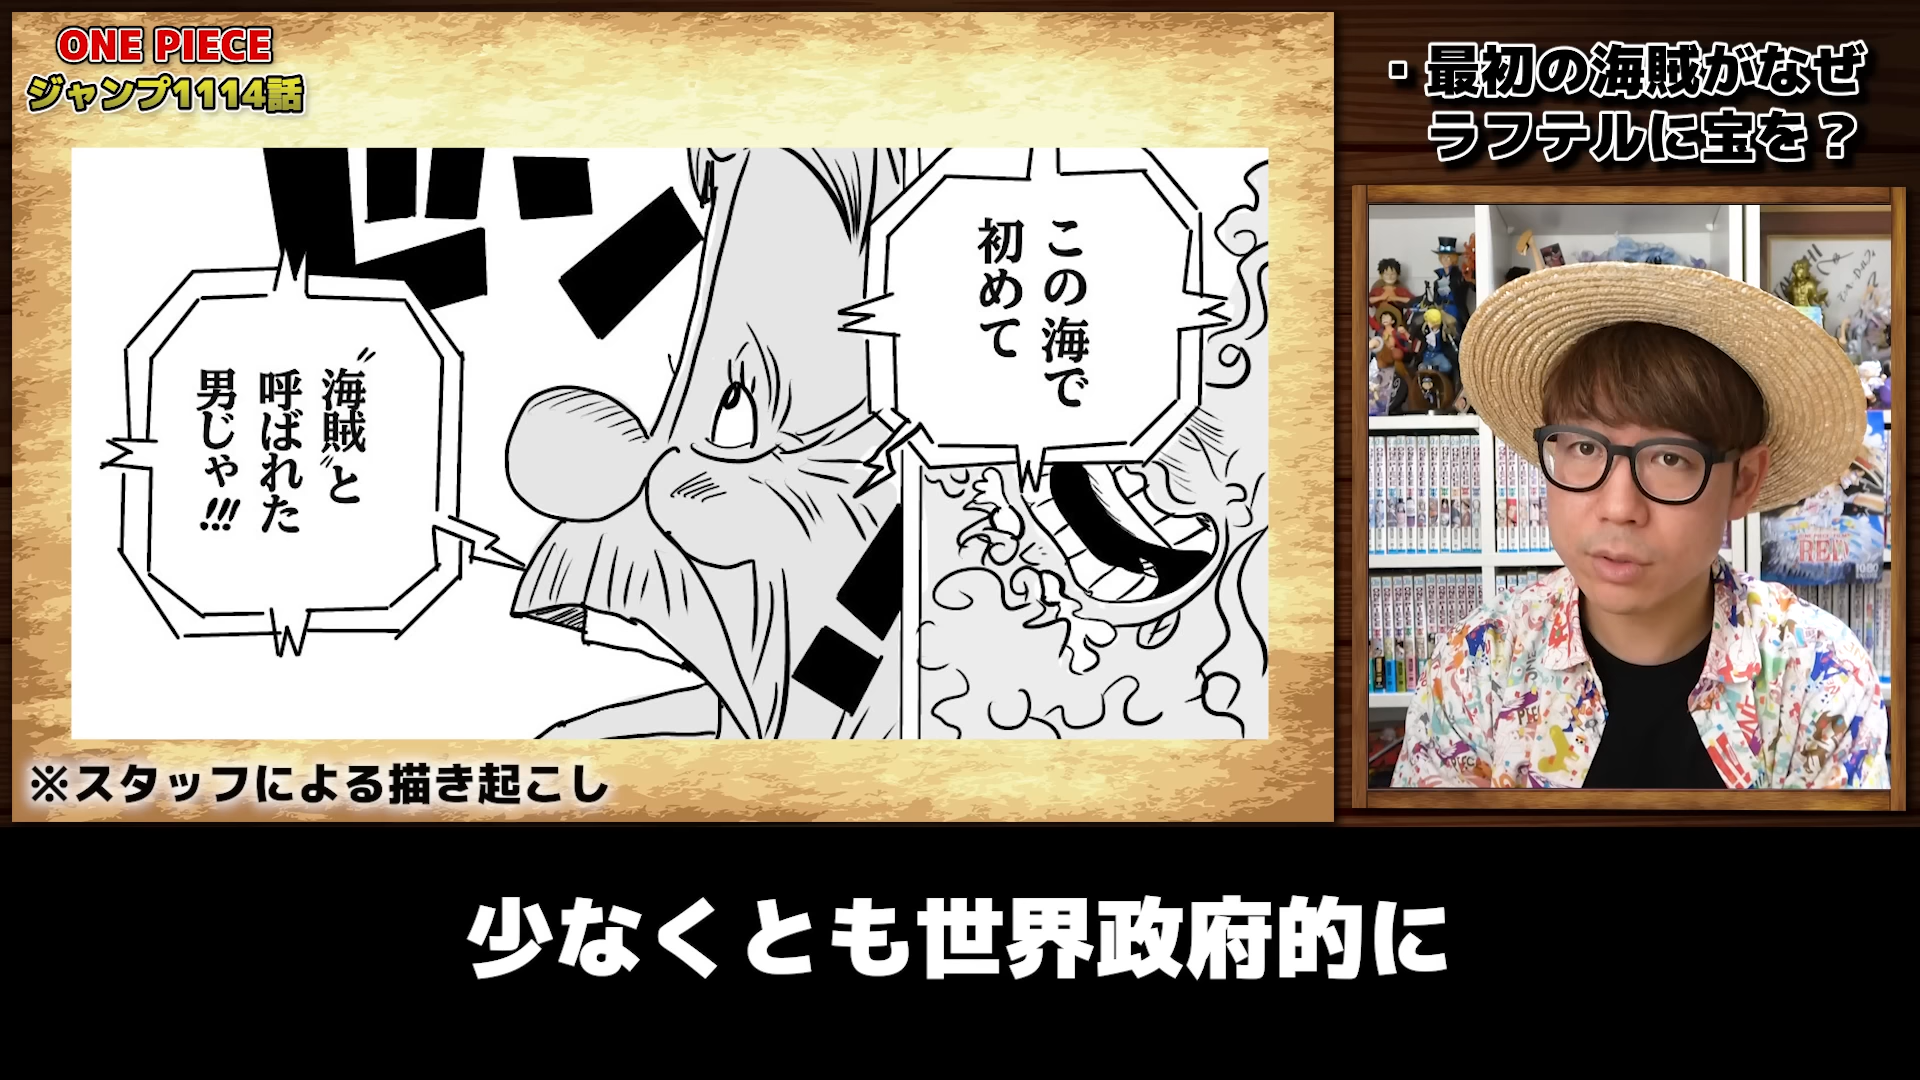 ONE PIECE
ジャンプ1114話
・最初の海賊がなぜ
ラフテルに宝を？
この海で
初めて
〝海賊〟と
呼ばれた
男じゃ!!!
ドン
RED
※スタッフによる描き起こし
少なくとも世界政府的に